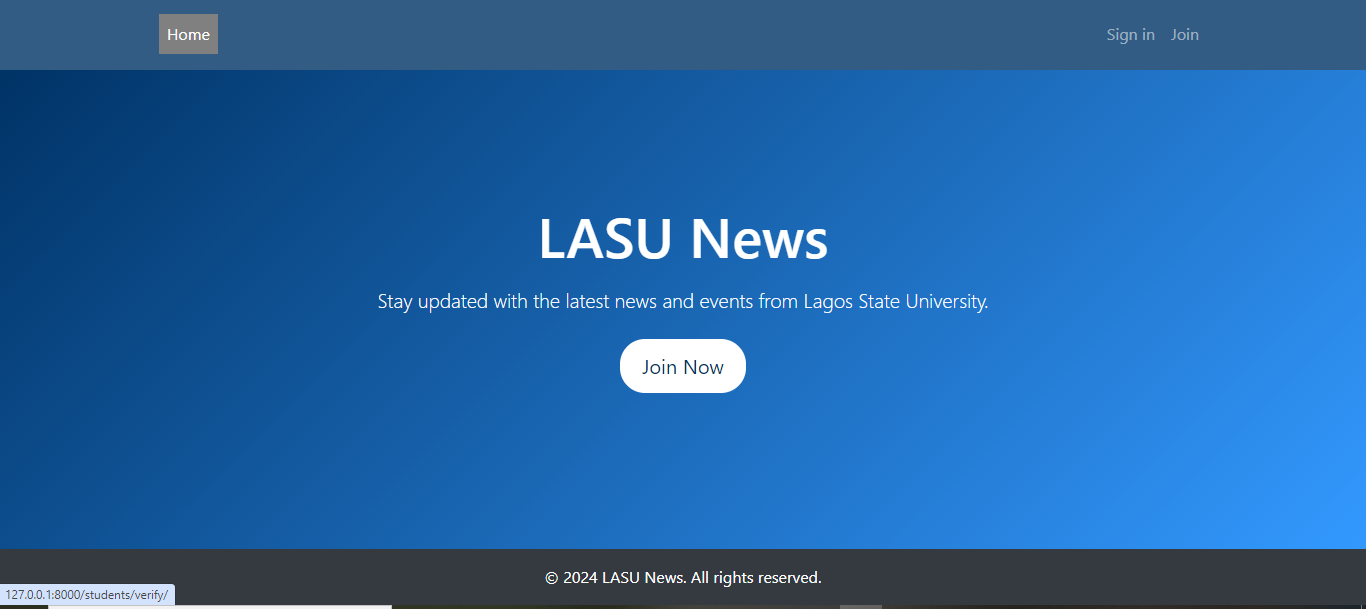 Home
Sign in Join
LASU News
Stay updated with the latest news and events from Lagos State University.
Join Now
© 2024 LASU News. All rights reserved.
127.0.0.1:8000/students/verify/